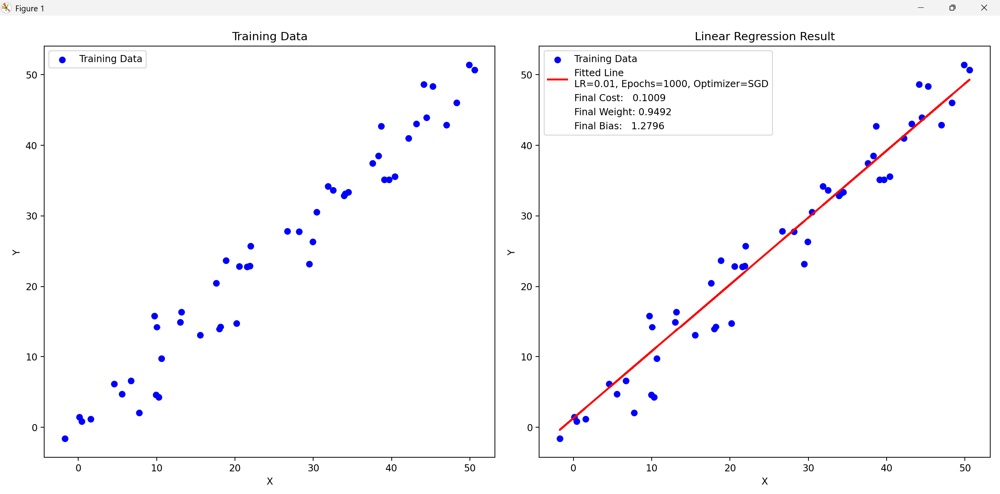 Figure 1
Training Data
Training Data
50
40
30
20
10
0
Y
0 10 20 30 40 50
X
Linear Regression Result
Training Data
Fitted Line
LR=0.01, Epochs=1000, Optimizer=SGD
Final Cost: 0.1009
Final Weight: 0.9492
Final Bias: 1.2796
50
40
30
20
10
0
Y
0 10 20 30 40 50
X